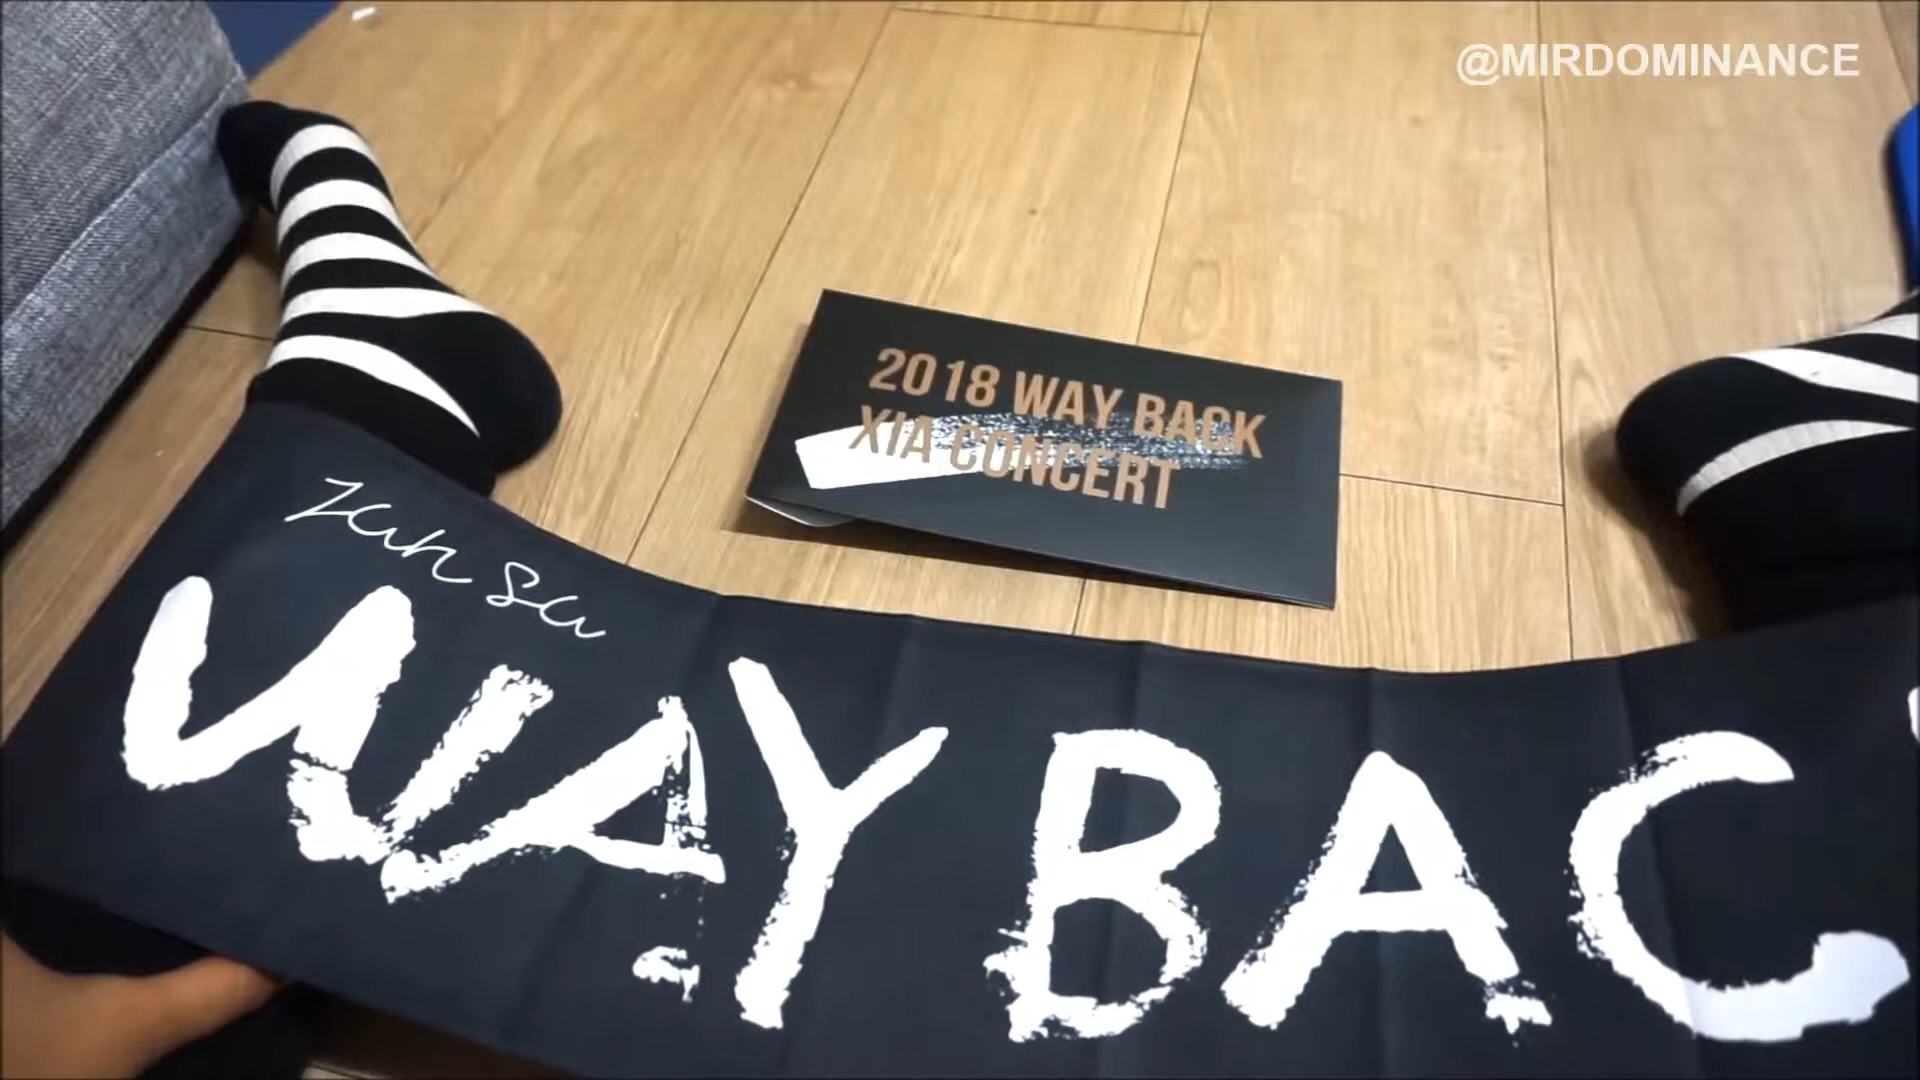 @MIRDOMINANCE
2018 WAY BACK
XIA CONCERT
Jun Su
WAY BAC